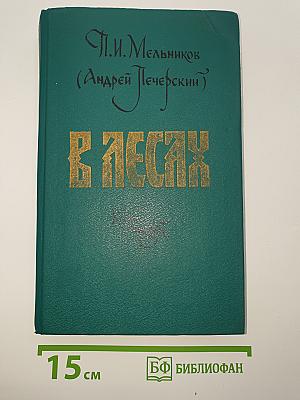 П.И. Мельников
(Андрей Печерский)
В ЛЕСАХ
15 см
БФ БИБЛИОФАН